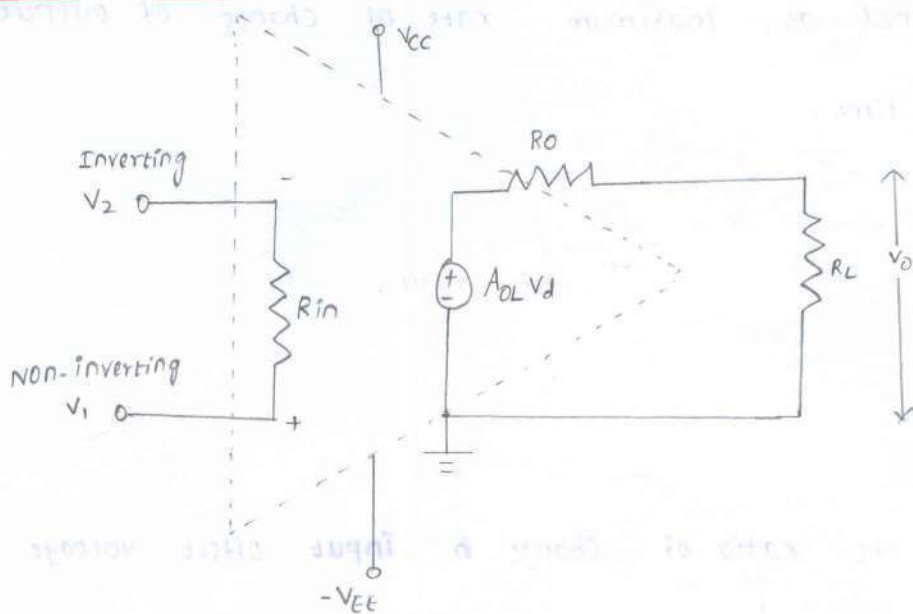 VCC
Inverting
V2
-
Ro
Rin
+
-
AOL Vd
RL
Vo
NON-inverting
V1
+
-VEE